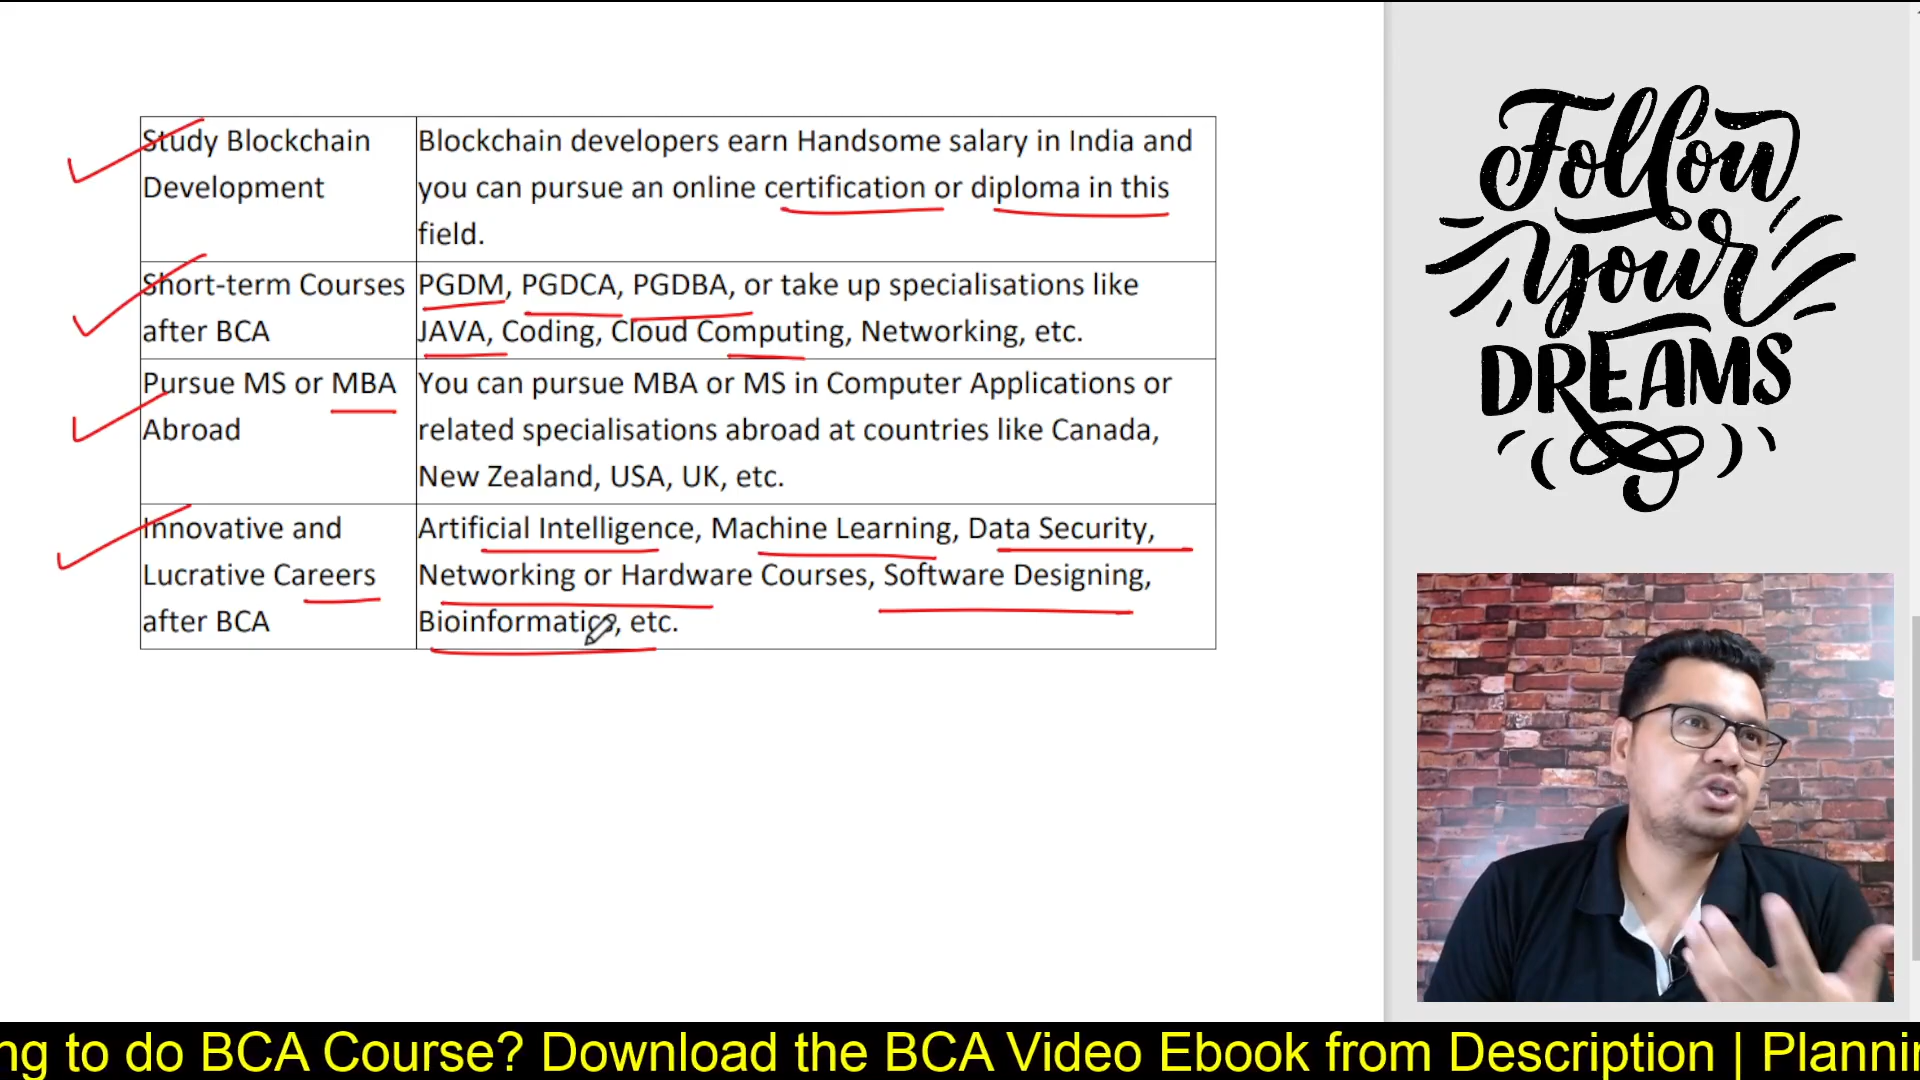 Study Blockchain
Development
Blockchain developers earn Handsome salary in India and
you can pursue an online certification or diploma in this
field.
Short-term Courses
after BCA
PGDM, PGDCA, PGDBA, or take up specialisations like
JAVA, Coding, Cloud Computing, Networking, etc.
Pursue MS or MBA
Abroad
You can pursue MBA or MS in Computer Applications or
related specialisations abroad at countries like Canada,
New Zealand, USA, UK, etc.
Innovative and
Lucrative Careers
after BCA
Artificial Intelligence, Machine Learning, Data Security,
Networking or Hardware Courses, Software Designing,
Bioinformatics, etc.
Follow
Your
DREAMS
ng to do BCA Course? Download the BCA Video Ebook from Description | Planni